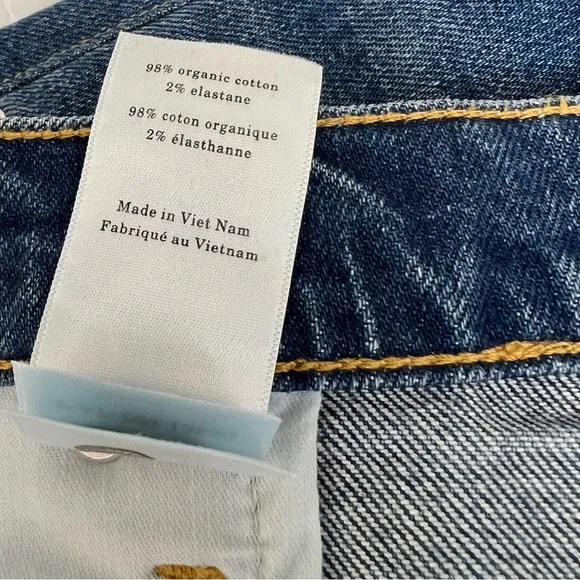 98% organic cotton
2% elastane
98% coton organique
2% élasthanne
Made in Viet Nam
Fabriqué au Vietnam